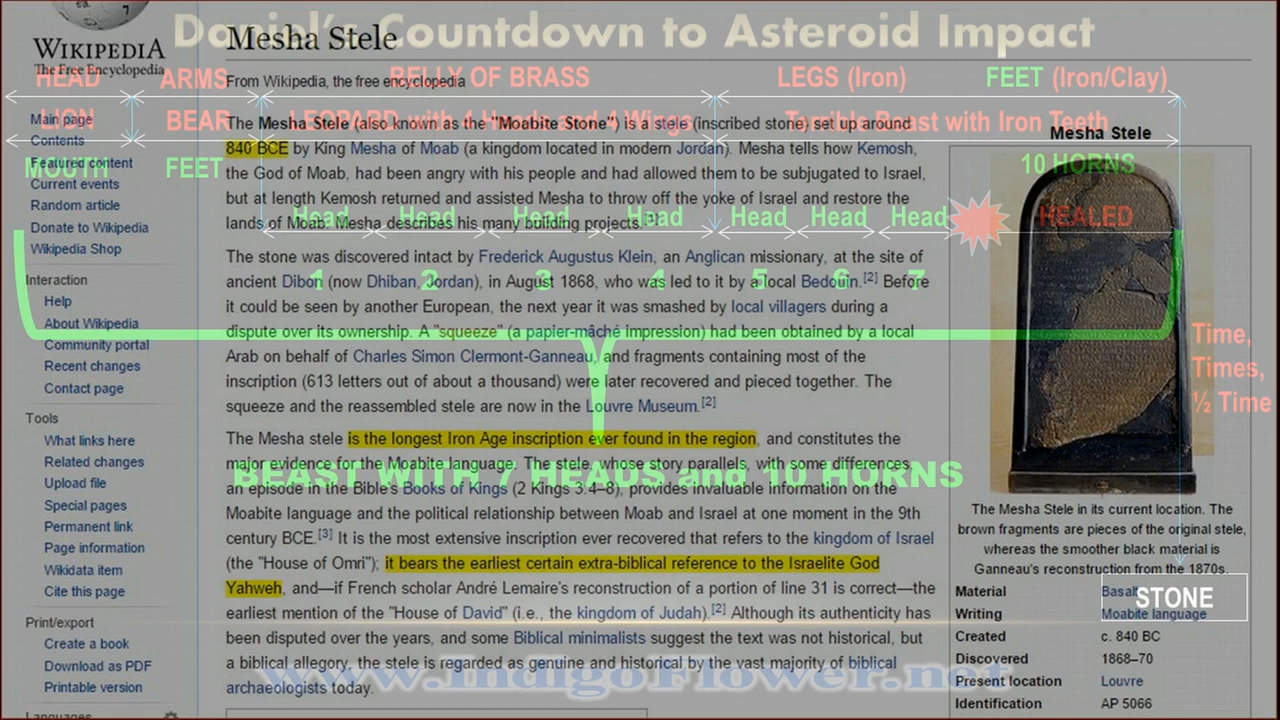 Daniel's Countdown to Asteroid Impact
WIKIPEDIA
The Free Encyclopedia
Mesha Stele
HEAD ARMS BELLY OF BRASS LEGS (Iron) FEET (Iron/Clay)
From Wikipedia, the free encyclopedia
LION BEAR LEOPARD with 4 Heads and 4 Wings Terrible Beast with Iron Teeth
MOUTH FEET 10 HORNS
Head Head Head Head Head Head Head HEALED
1 2 3 4 5 6 7
Time,
Times,
½ Time
BEAST WITH 7 HEADS and 10 HORNS
STONE
www.IndigoFlower.net
Main page
Contents
Featured content
Current events
Random article
Donate to Wikipedia
Wikipedia Shop
Interaction
Help
About Wikipedia
Community portal
Recent changes
Contact page
Tools
What links here
Related changes
Upload file
Special pages
Permanent link
Page information
Wikidata item
Cite this page
Print/export
Create a book
Download as PDF
Printable version
Languages
The Mesha Stele (also known as the "Moabite Stone") is a stele (inscribed stone) set up around
840 BCE by King Mesha of Moab (a kingdom located in modern Jordan). Mesha tells how Kemosh,
the God of Moab, had been angry with his people and had allowed them to be subjugated to Israel,
but at length Kemosh returned and assisted Mesha to throw off the yoke of Israel and restore the
lands of Moab. Mesha describes his many building projects.
The stone was discovered intact by Frederick Augustus Klein, an Anglican missionary, at the site of
ancient Dibon (now Dhiban, Jordan), in August 1868, who was led to it by a local Bedouin.[2] Before
it could be seen by another European, the next year it was smashed by local villagers during a
dispute over its ownership. A "squeeze" (a papier-mâché impression) had been obtained by a local
Arab on behalf of Charles Simon Clermont-Ganneau, and fragments containing most of the
inscription (613 letters out of about a thousand) were later recovered and pieced together. The
squeeze and the reassembled stele are now in the Louvre Museum.[2]
The Mesha stele is the longest Iron Age inscription ever found in the region, and constitutes the
major evidence for the Moabite language. The stele, whose story parallels, with some differences,
an episode in the Bible's Books of Kings (2 Kings 3:4–8), provides invaluable information on the
Moabite language and the political relationship between Moab and Israel at one moment in the 9th
century BCE.[3] It is the most extensive inscription ever recovered that refers to the kingdom of Israel
(the "House of Omri"); it bears the earliest certain extra-biblical reference to the Israelite God
Yahweh, and—if French scholar André Lemaire's reconstruction of a portion of line 31 is correct—the
earliest mention of the "House of David" (i.e., the kingdom of Judah).[2] Although its authenticity has
been disputed over the years, and some Biblical minimalists suggest the text was not historical, but
a biblical allegory, the stele is regarded as genuine and historical by the vast majority of biblical
archaeologists today.
Mesha Stele
The Mesha Stele in its current location. The
brown fragments are pieces of the original stele,
whereas the smoother black material is
Ganneau's reconstruction from the 1870s.
Material Basalt
Writing Moabite language
Created c. 840 BC
Discovered 1868–70
Present location Louvre
Identification AP 5066